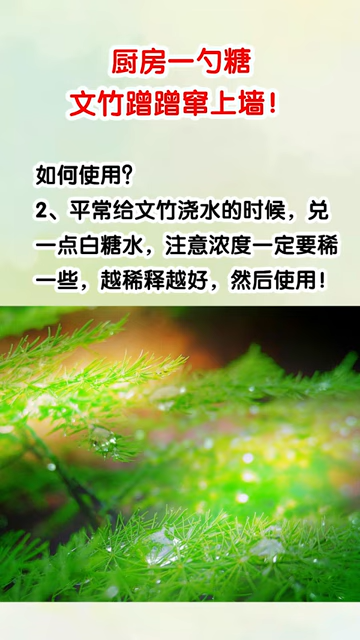 厨房一勺糖
文竹蹭蹭窜上墙！
如何使用？
2、平常给文竹浇水的时候，兑
一点白糖水，注意浓度一定要稀
一些，越稀释越好，然后使用！